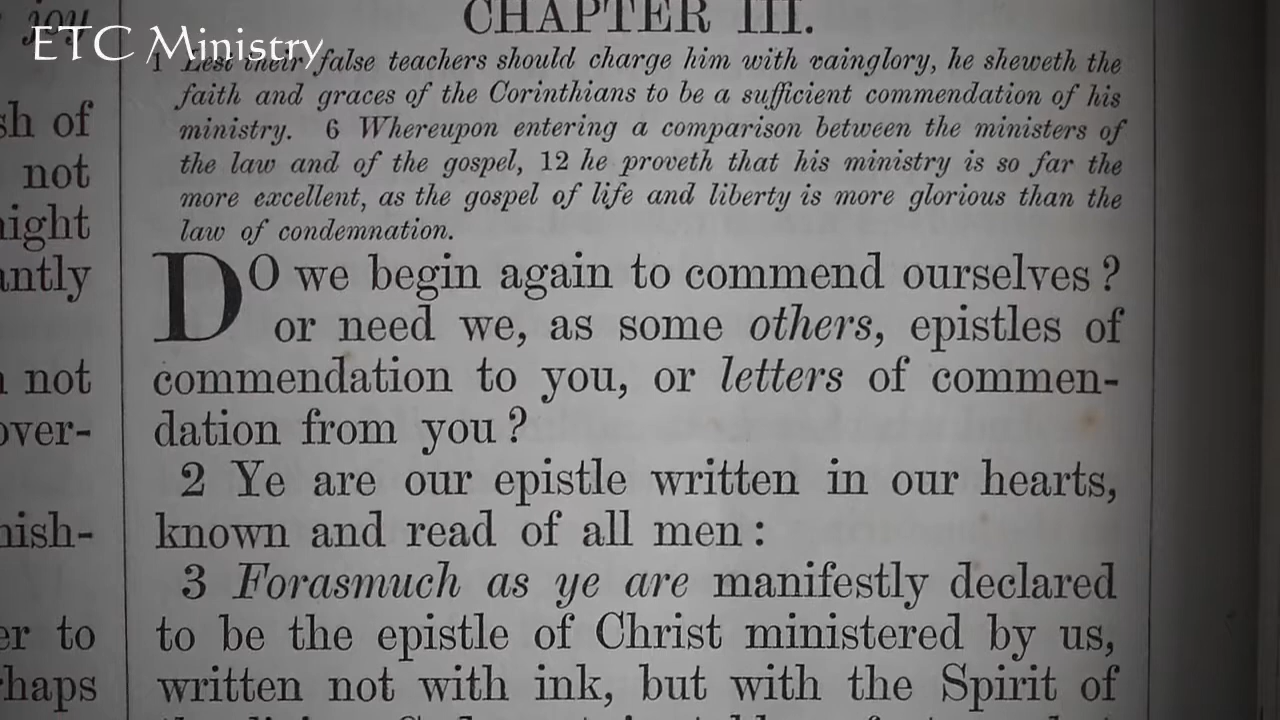 joy
ETC Ministry
sh of
not
night
antly
not
over-
nish-
er to
rhaps
CHAPTER III.
1 Lest their false teachers should charge him with vainglory, he sheweth the
faith and graces of the Corinthians to be a sufficient commendation of his
ministry. 6 Whereupon entering a comparison between the ministers of
the law and of the gospel, 12 he proveth that his ministry is so far the
more excellent, as the gospel of life and liberty is more glorious than the
law of condemnation.
DO we begin again to commend ourselves?
or need we, as some others, epistles of
commendation to you, or letters of commen-
dation from you?
2 Ye are our epistle written in our hearts,
known and read of all men:
3 Forasmuch as ye are manifestly declared
to be the epistle of Christ ministered by us,
written not with ink, but with the Spirit of